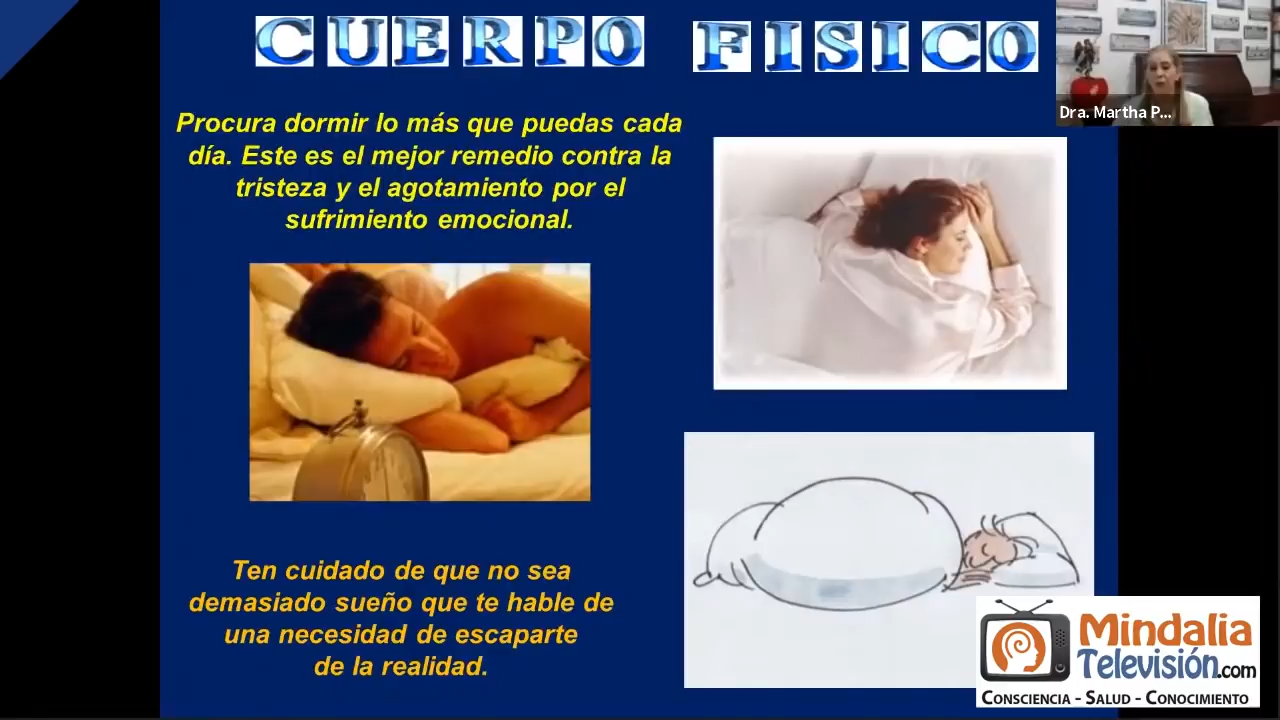 CUERPO FISICO
Dra. Martha P...
Procura dormir lo más que puedas cada
día. Este es el mejor remedio contra la
tristeza y el agotamiento por el
sufrimiento emocional.
Ten cuidado de que no sea
demasiado sueño que te hable de
una necesidad de escaparte
de la realidad.
Mindalia
Televisión.com
CONSCIENCIA - SALUD - CONOCIMIENTO